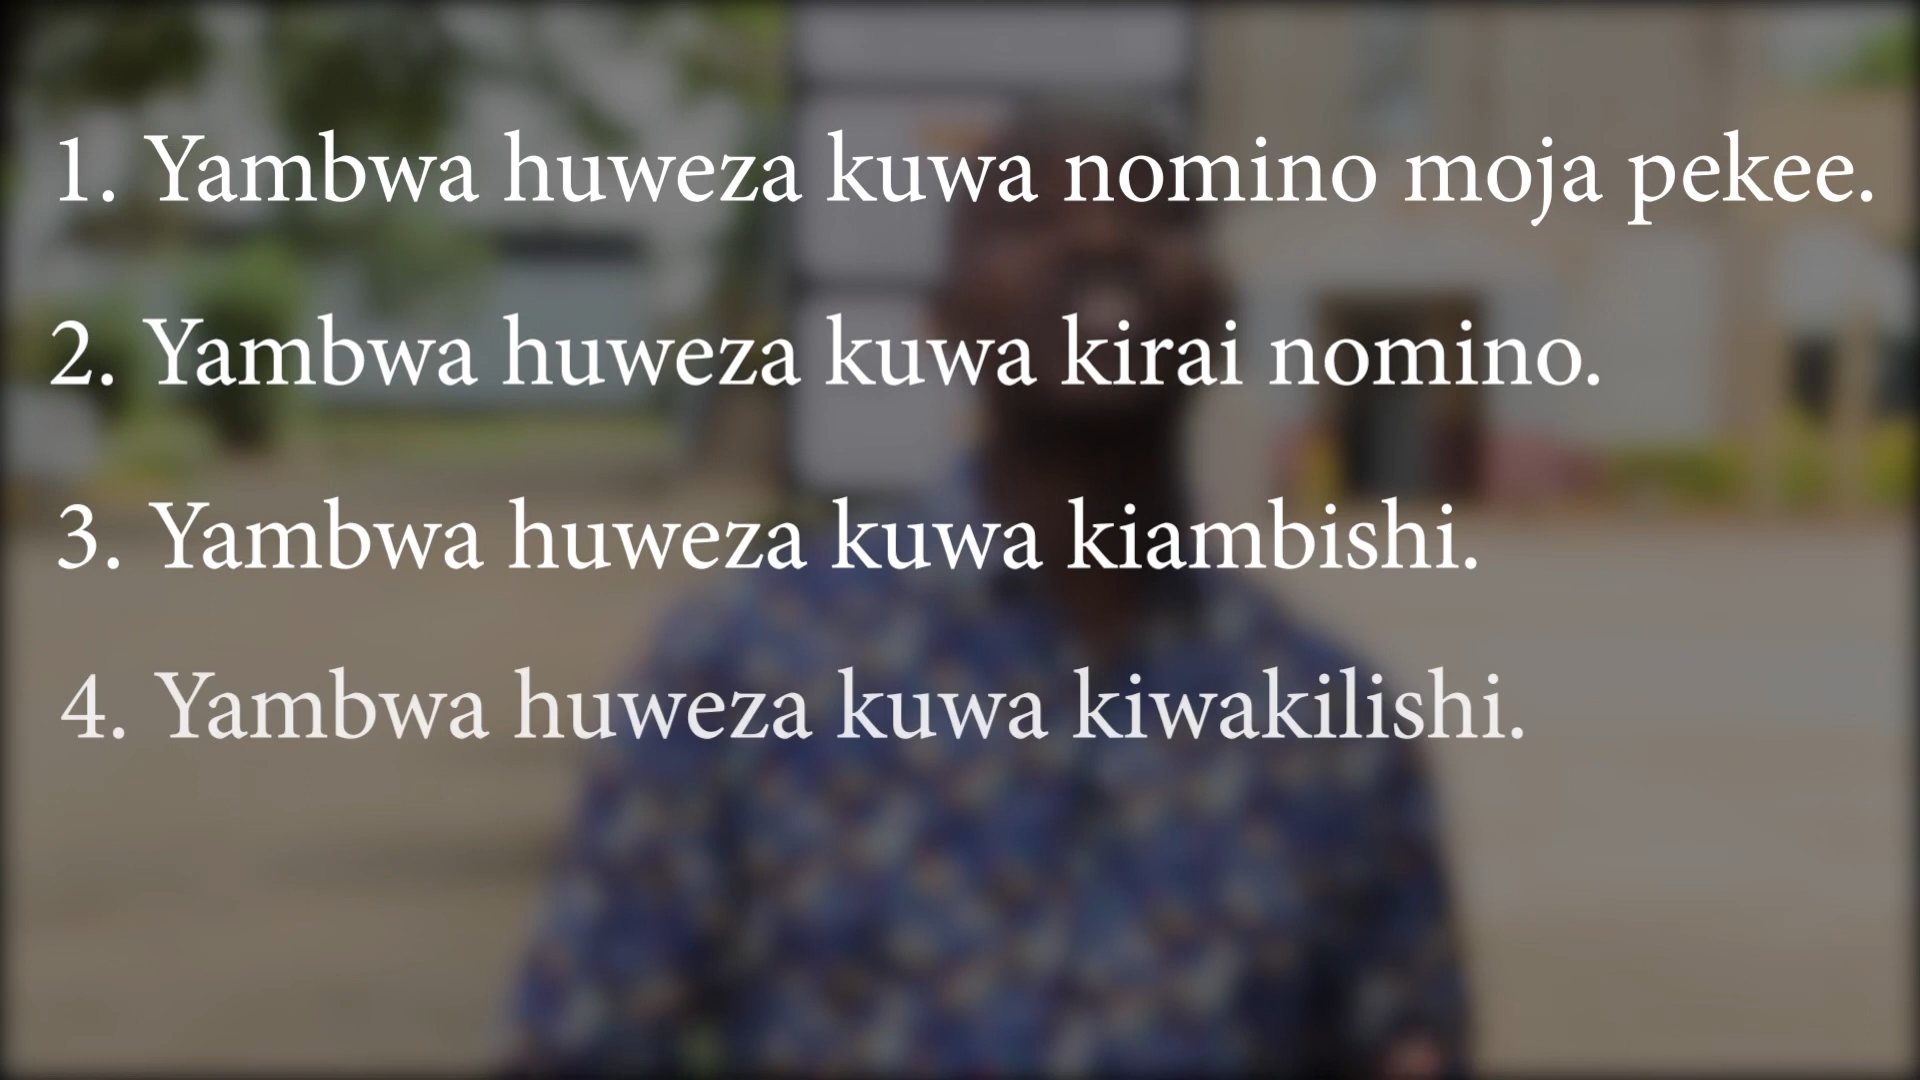 1. Yambwa huweza kuwa nomino moja pekee.
2. Yambwa huweza kuwa kirai nomino.
3. Yambwa huweza kuwa kiambishi.
4. Yambwa huweza kuwa kiwakilishi.